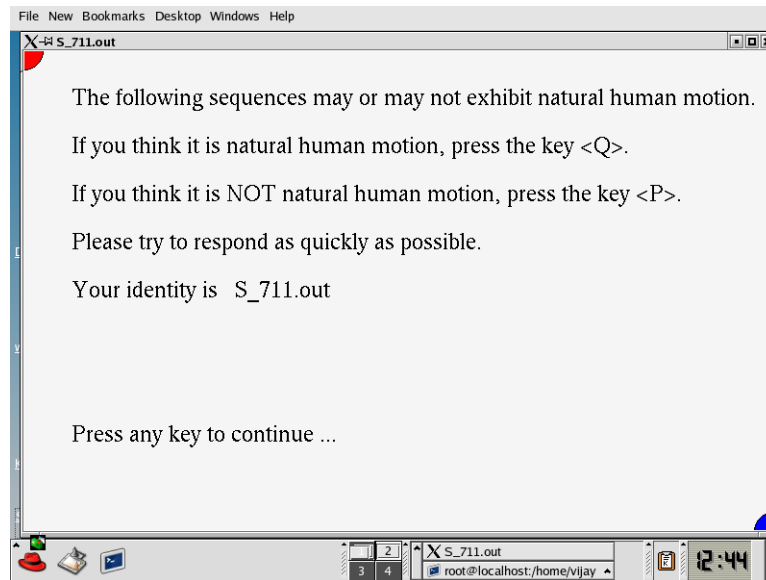 File New Bookmarks Desktop Windows Help
S_711.out
The following sequences may or may not exhibit natural human motion.
If you think it is natural human motion, press the key <Q>.
If you think it is NOT natural human motion, press the key <P>.
Please try to respond as quickly as possible.
Your identity is S_711.out
Press any key to continue ...
2
S_711.out
3 4
root@localhost:/home/vijay
12:44